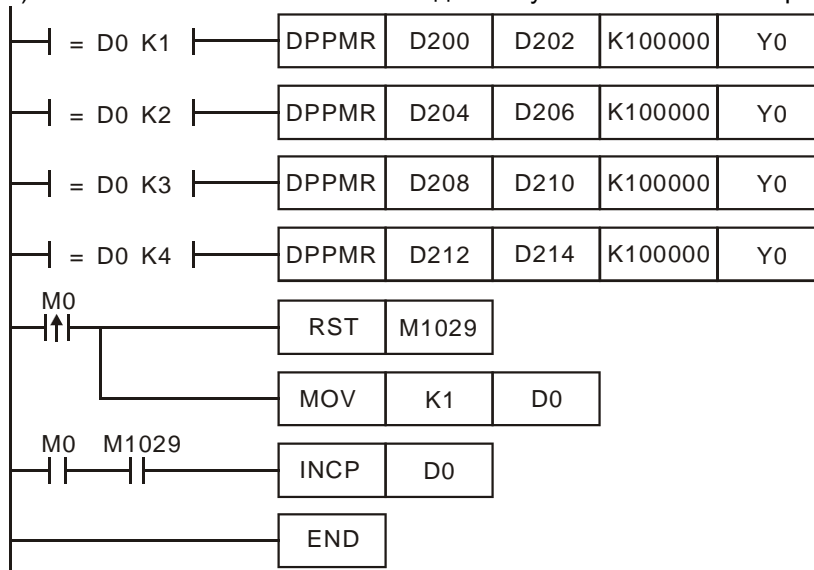 = D0 K1 DPPMR D200 D202 K100000 Y0
= D0 K2 DPPMR D204 D206 K100000 Y0
= D0 K3 DPPMR D208 D210 K100000 Y0
= D0 K4 DPPMR D212 D214 K100000 Y0
M0
RST M1029
MOV K1 D0
M0 M1029
INCP D0
END